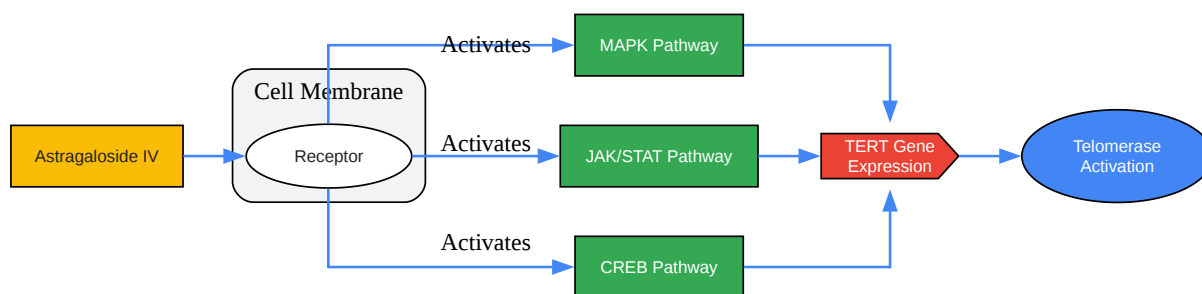 Activates
MAPK Pathway
Cell Membrane
Astragaloside IV
Receptor
Activates
JAK/STAT Pathway
TERT Gene
Expression
Telomerase
Activation
Activates
CREB Pathway